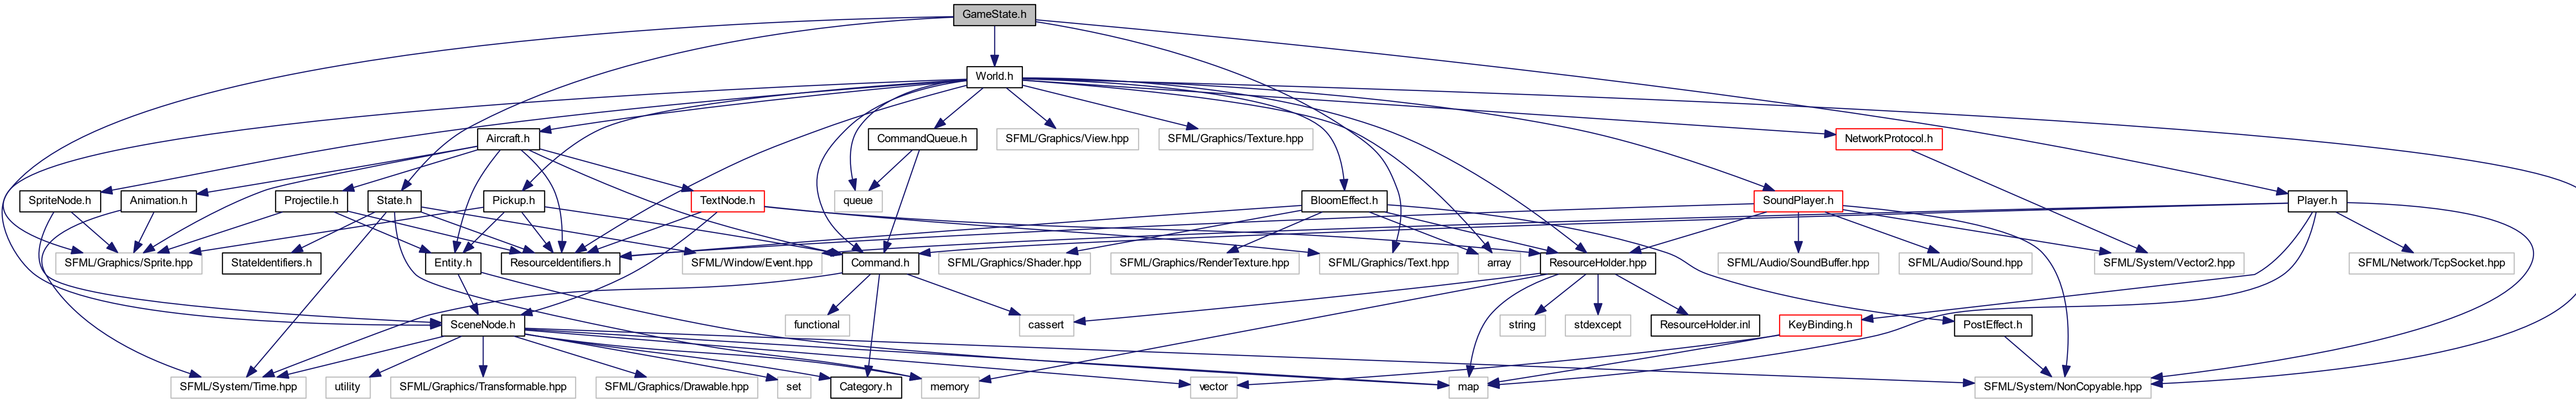 GameState.h
World.h
Aircraft.h
CommandQueue.h
SFML/Graphics/View.hpp
SFML/Graphics/Texture.hpp
NetworkProtocol.h
SpriteNode.h
Animation.h
Projectile.h
State.h
Pickup.h
TextNode.h
queue
BloomEffect.h
SoundPlayer.h
Player.h
SFML/Graphics/Sprite.hpp
StateIdentifiers.h
Entity.h
ResourceIdentifiers.h
SFML/Window/Event.hpp
Command.h
SFML/Graphics/Shader.hpp
SFML/Graphics/RenderTexture.hpp
SFML/Graphics/Text.hpp
array
ResourceHolder.hpp
SFML/Audio/SoundBuffer.hpp
SFML/Audio/Sound.hpp
SFML/System/Vector2.hpp
SFML/Network/TcpSocket.hpp
SceneNode.h
functional
cassert
string
stdexcept
ResourceHolder.inl
KeyBinding.h
PostEffect.h
SFML/System/Time.hpp
utility
SFML/Graphics/Transformable.hpp
SFML/Graphics/Drawable.hpp
set
Category.h
memory
vector
map
SFML/System/NonCopyable.hpp